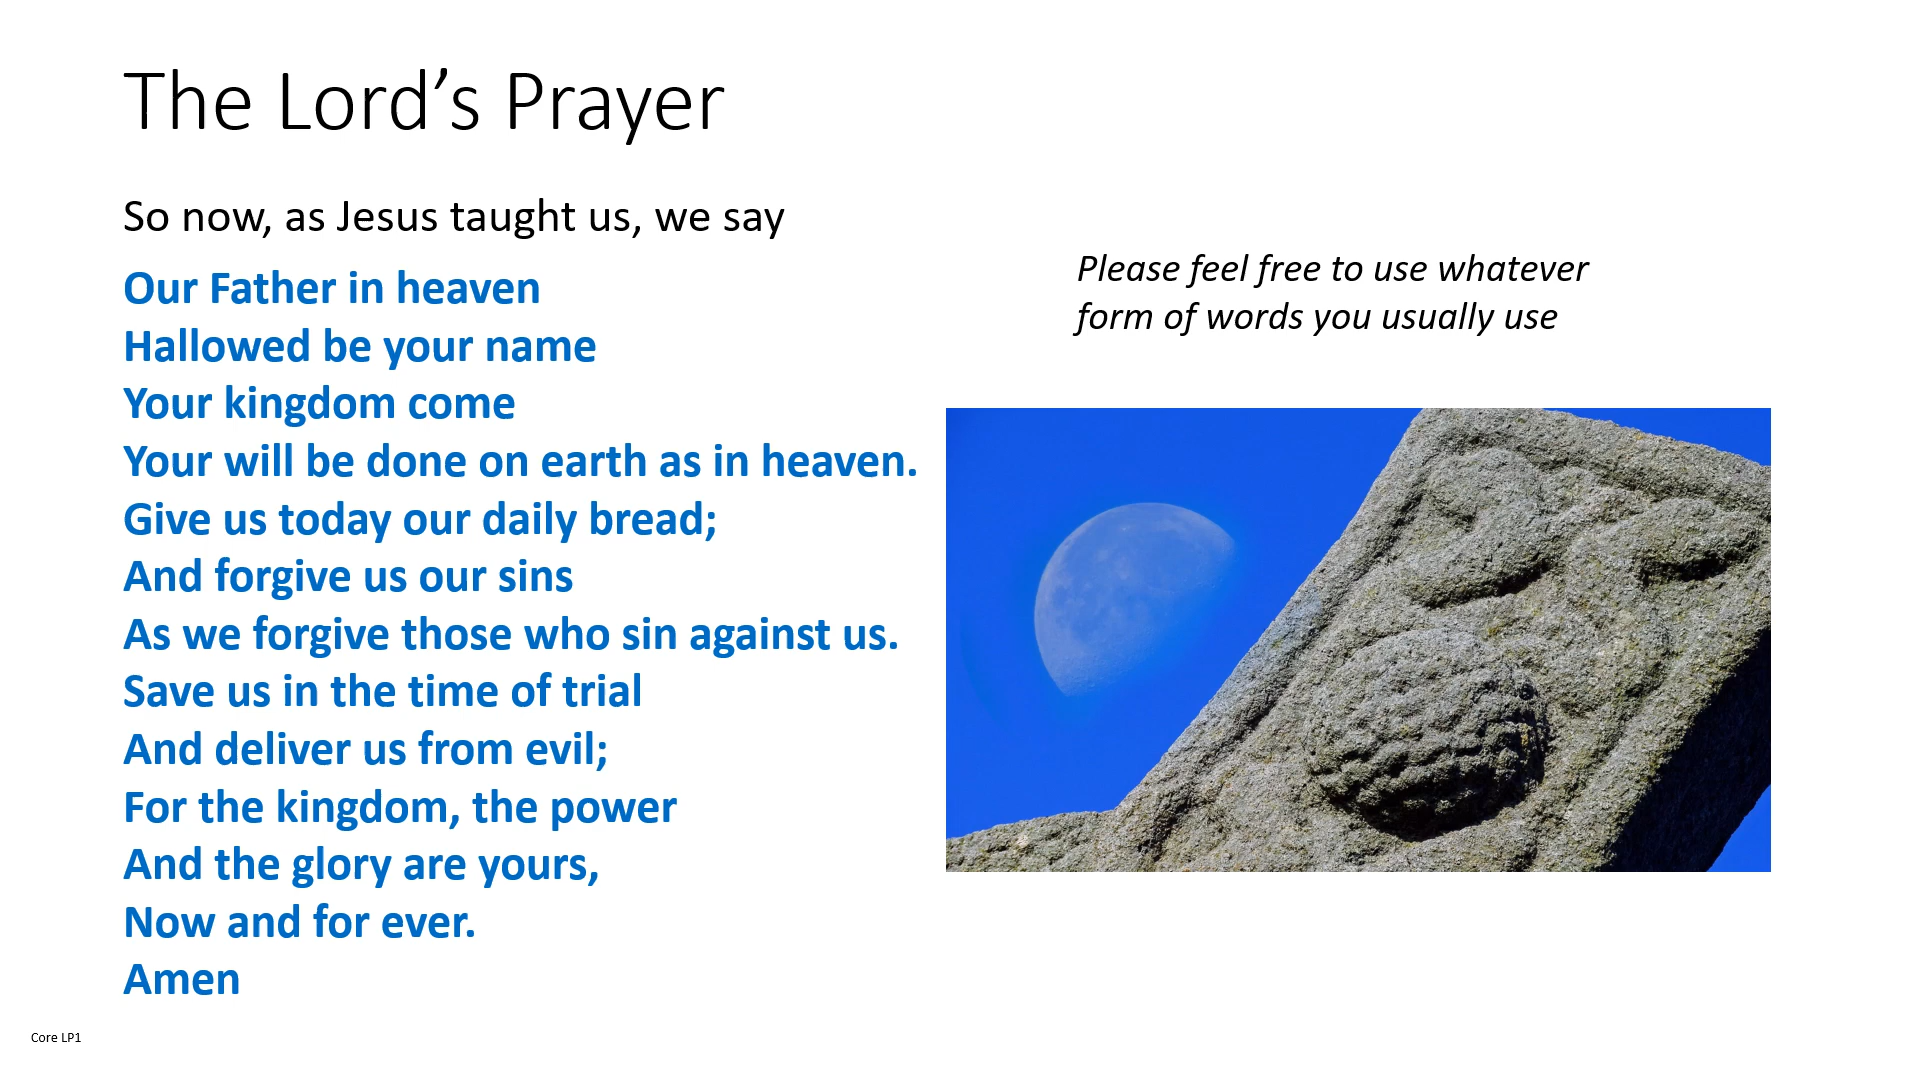 The Lord’s Prayer
So now, as Jesus taught us, we say
Our Father in heaven
Hallowed be your name
Your kingdom come
Your will be done on earth as in heaven.
Give us today our daily bread;
And forgive us our sins
As we forgive those who sin against us.
Save us in the time of trial
And deliver us from evil;
For the kingdom, the power
And the glory are yours,
Now and for ever.
Amen
Please feel free to use whatever
form of words you usually use
Core LP1